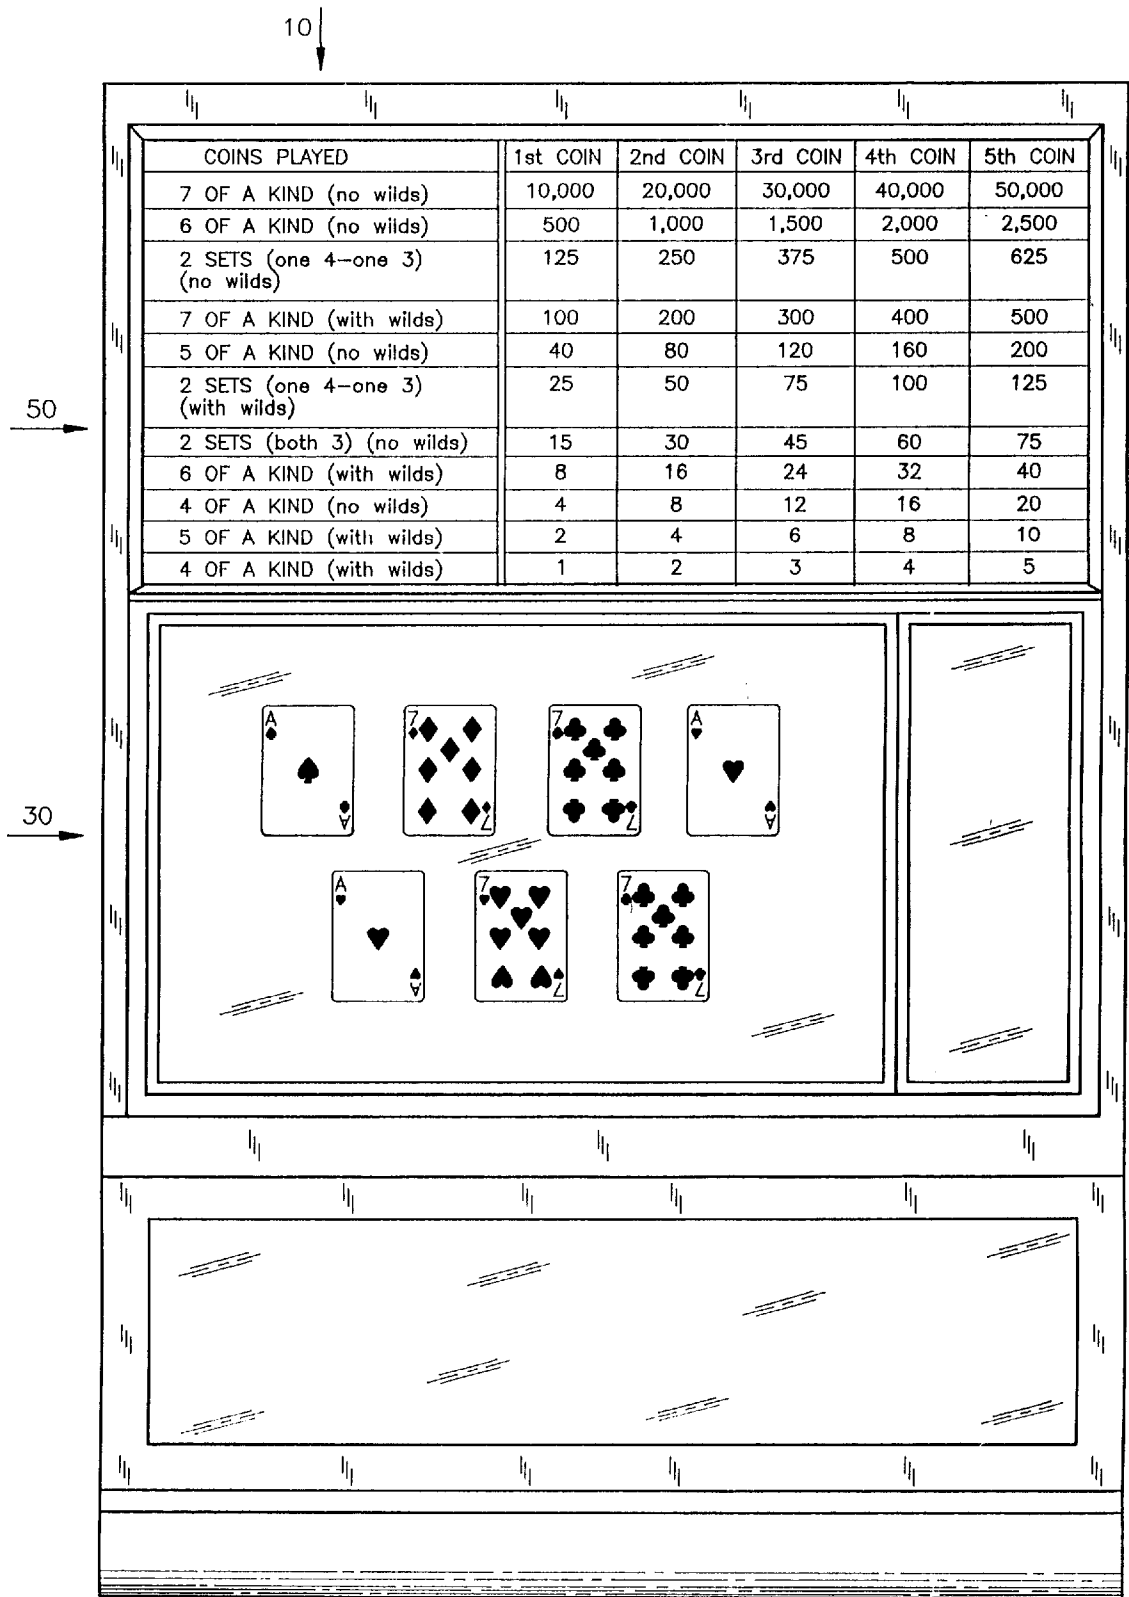 10
COINS PLAYED 1st COIN 2nd COIN 3rd COIN 4th COIN 5th COIN
7 OF A KIND (no wilds) 10,000 20,000 30,000 40,000 50,000
6 OF A KIND (no wilds) 500 1,000 1,500 2,000 2,500
2 SETS (one 4-one 3) 125 250 375 500 625
(no wilds)
7 OF A KIND (with wilds) 100 200 300 400 500
5 OF A KIND (no wilds) 40 80 120 160 200
2 SETS (one 4-one 3) 25 50 75 100 125
(with wilds)
50
2 SETS (both 3) (no wilds) 15 30 45 60 75
6 OF A KIND (with wilds) 8 16 24 32 40
4 OF A KIND (no wilds) 4 8 12 16 20
5 OF A KIND (with wilds) 2 4 6 8 10
4 OF A KIND (with wilds) 1 2 3 4 5
A 7 7 A
30
A 7 7 A
A 7 7
A 7 7